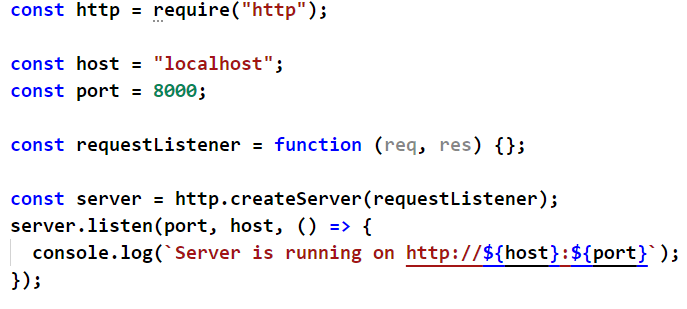 const http = require("http");
const host = "localhost";
const port = 8000;
const requestListener = function (req, res) {};
const server = http.createServer(requestListener);
server.listen(port, host, () => {
  console.log(`Server is running on http://${host}:${port}`);
});